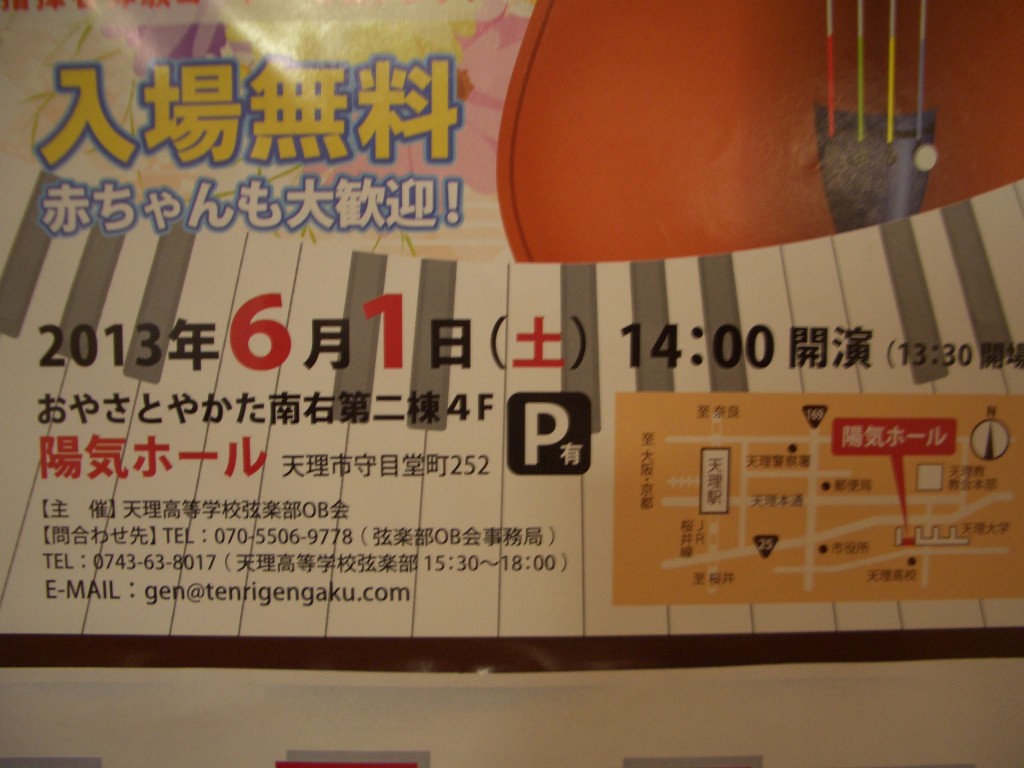 入場無料
赤ちゃんも大歓迎！
2013年6月1日（土） 14：00 開演（13：30 開場
おやさとやかた南右第二棟４F
陽気ホール 天理市守目堂町252
P有
【主　催】天理高等学校弦楽部OB会
【問合わせ先】TEL：070-5506-9778（弦楽部OB会事務局）
TEL：0743-63-8017（天理高等学校弦楽部 15:30～18:00）
E-MAIL：gen@tenrigengaku.com
至奈良
169
陽気ホール
N
至大阪・京都
天理駅
天理警察署
郵便局
天理教
教会本部
天理本通
JR
桜井線
25
市役所
天理大学
至桜井
天理高校